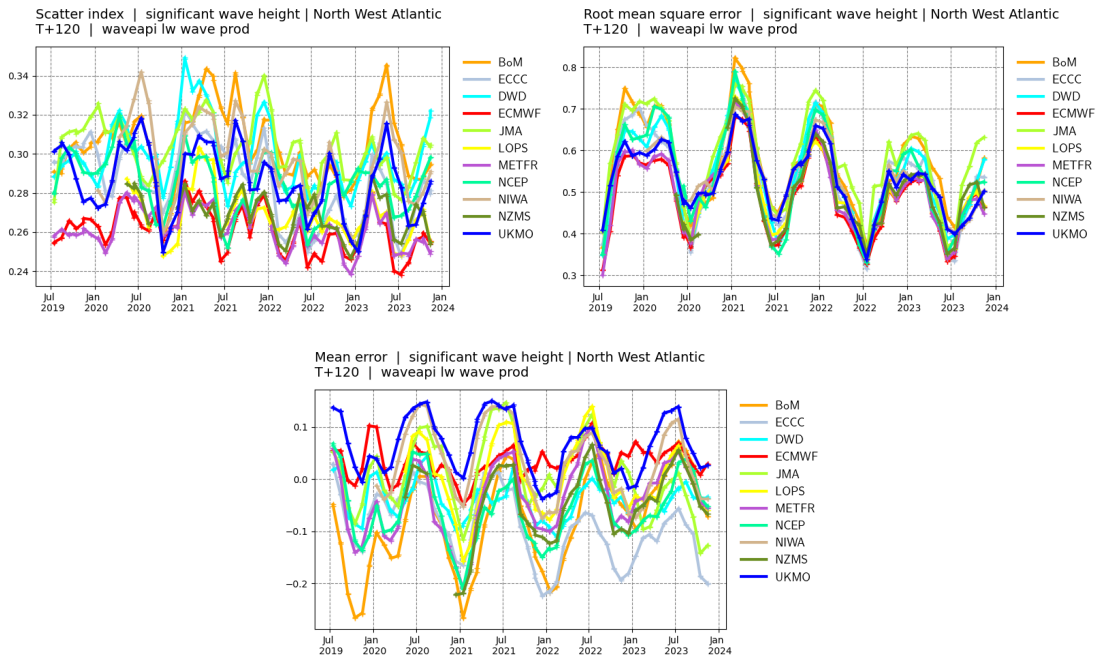 Scatter index | significant wave height | North West Atlantic
T+120 | waveapi lw wave prod
0.34
0.32
0.30
0.28
0.26
0.24
Jul 2019
Jan 2020
Jul 2020
Jan 2021
Jul 2021
Jan 2022
Jul 2022
Jan 2023
Jul 2023
Jan 2024
BoM
ECCC
DWD
ECMWF
JMA
LOPS
METFR
NCEP
NIWA
NZMS
UKMO
Root mean square error | significant wave height | North West Atlantic
T+120 | waveapi lw wave prod
0.8
0.7
0.6
0.5
0.4
0.3
Jul 2019
Jan 2020
Jul 2020
Jan 2021
Jul 2021
Jan 2022
Jul 2022
Jan 2023
Jul 2023
Jan 2024
BoM
ECCC
DWD
ECMWF
JMA
LOPS
METFR
NCEP
NIWA
NZMS
UKMO
Mean error | significant wave height | North West Atlantic
T+120 | waveapi lw wave prod
0.1
0.0
−0.1
−0.2
Jul 2019
Jan 2020
Jul 2020
Jan 2021
Jul 2021
Jan 2022
Jul 2022
Jan 2023
Jul 2023
Jan 2024
BoM
ECCC
DWD
ECMWF
JMA
LOPS
METFR
NCEP
NIWA
NZMS
UKMO